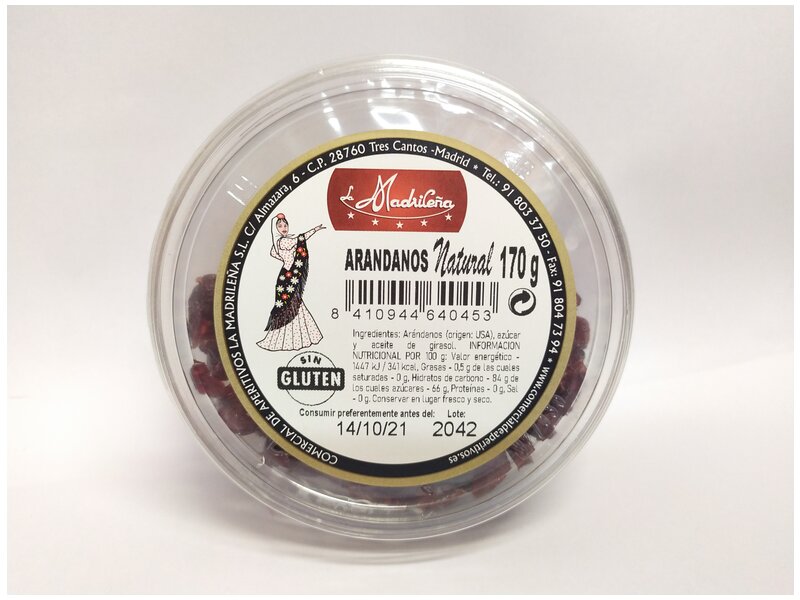 COMERCIAL DE APERITIVOS LA MADRILEÑA S.L. C/ Almazara, 6 - C.P. 28760 Tres Cantos -Madrid * Tel.: 91 803 37 50 - Fax: 91 804 73 94 * www.comercialdeaperitivos.es
La Madrileña
ARANDANOS Natural 170 g
8 410944 640453
Ingredientes: Arándanos (origen: USA), azúcar
y aceite de girasol. INFORMACION
NUTRICIONAL POR 100 g: Valor energético -
1447 kJ / 341 kcal, Grasas - 0,5 g de las cuales
saturadas - 0 g, Hidratos de carbono - 84 g de
los cuales azúcares - 66 g, Proteínas - 0 g, Sal
- 0 g. Conservar en lugar fresco y seco.
SIN
GLUTEN
Consumir preferentemente antes del: Lote:
14/10/21 2042